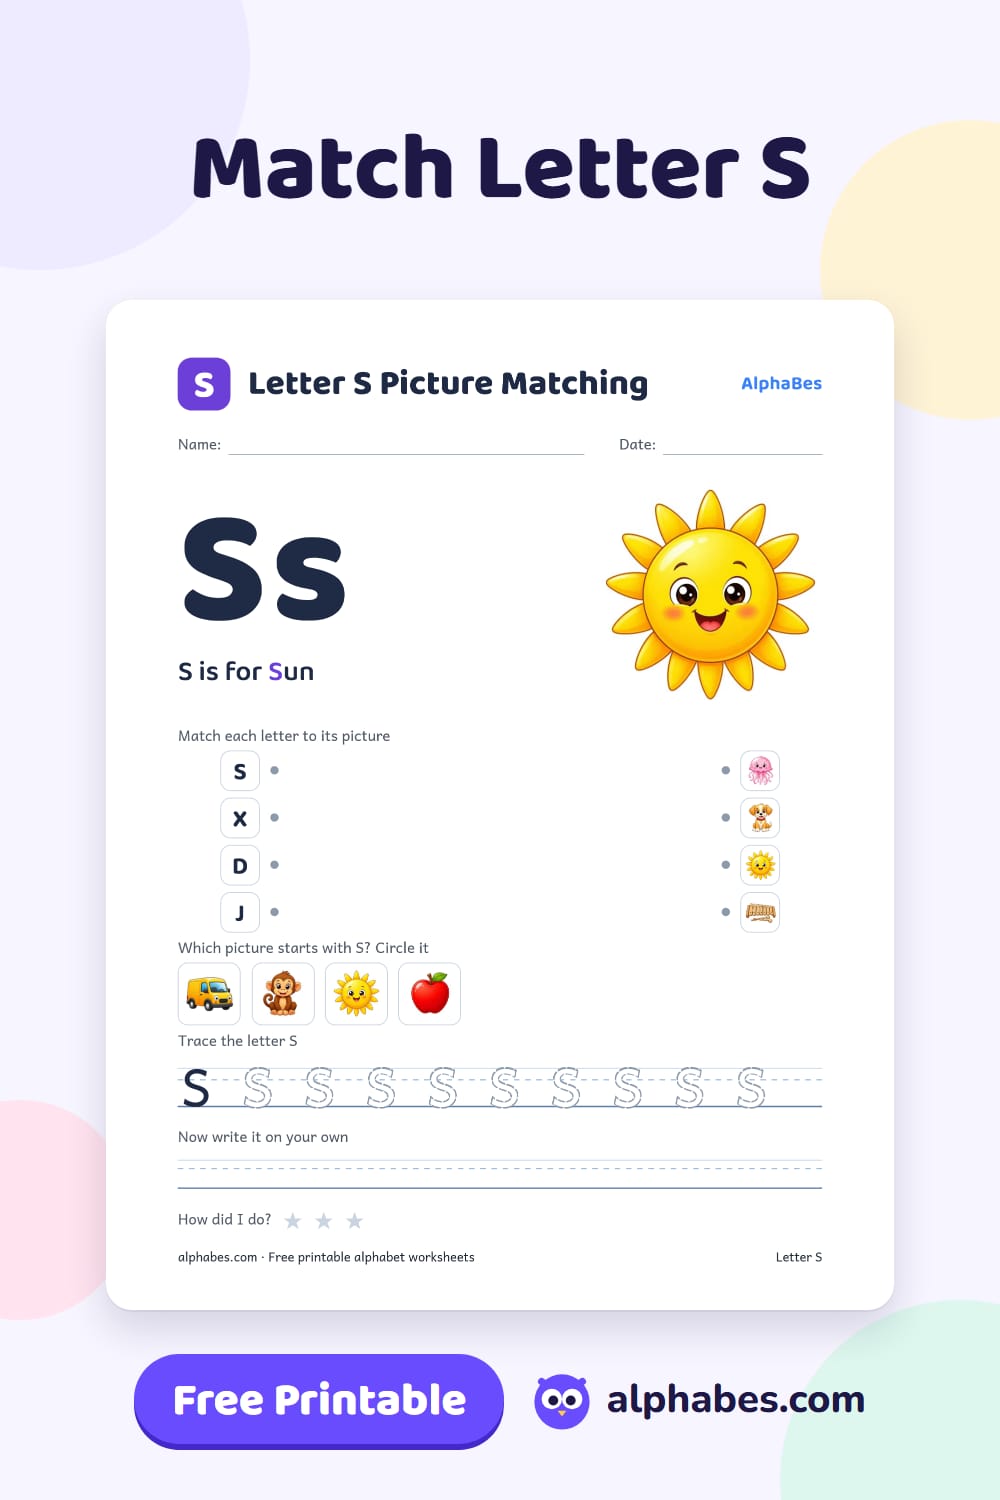 Match Letter S
S Letter S Picture Matching AlphaBes
Name: Date:
Ss
S is for Sun
Match each letter to its picture
S
X
D
J
Which picture starts with S? Circle it
Trace the letter S
S S S S S S S S S S
Now write it on your own
How did I do?
alphabes.com · Free printable alphabet worksheets Letter S
Free Printable alphabes.com